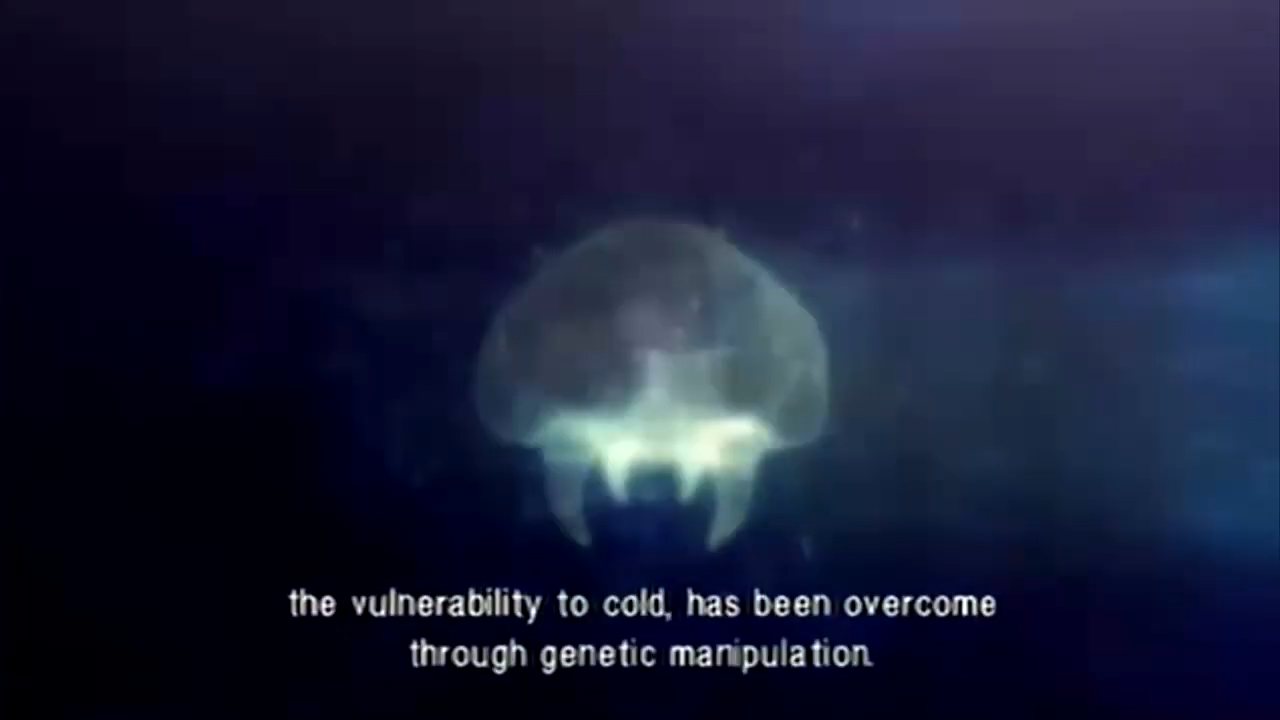 the vulnerability to cold, has been overcome
through genetic manipulation.